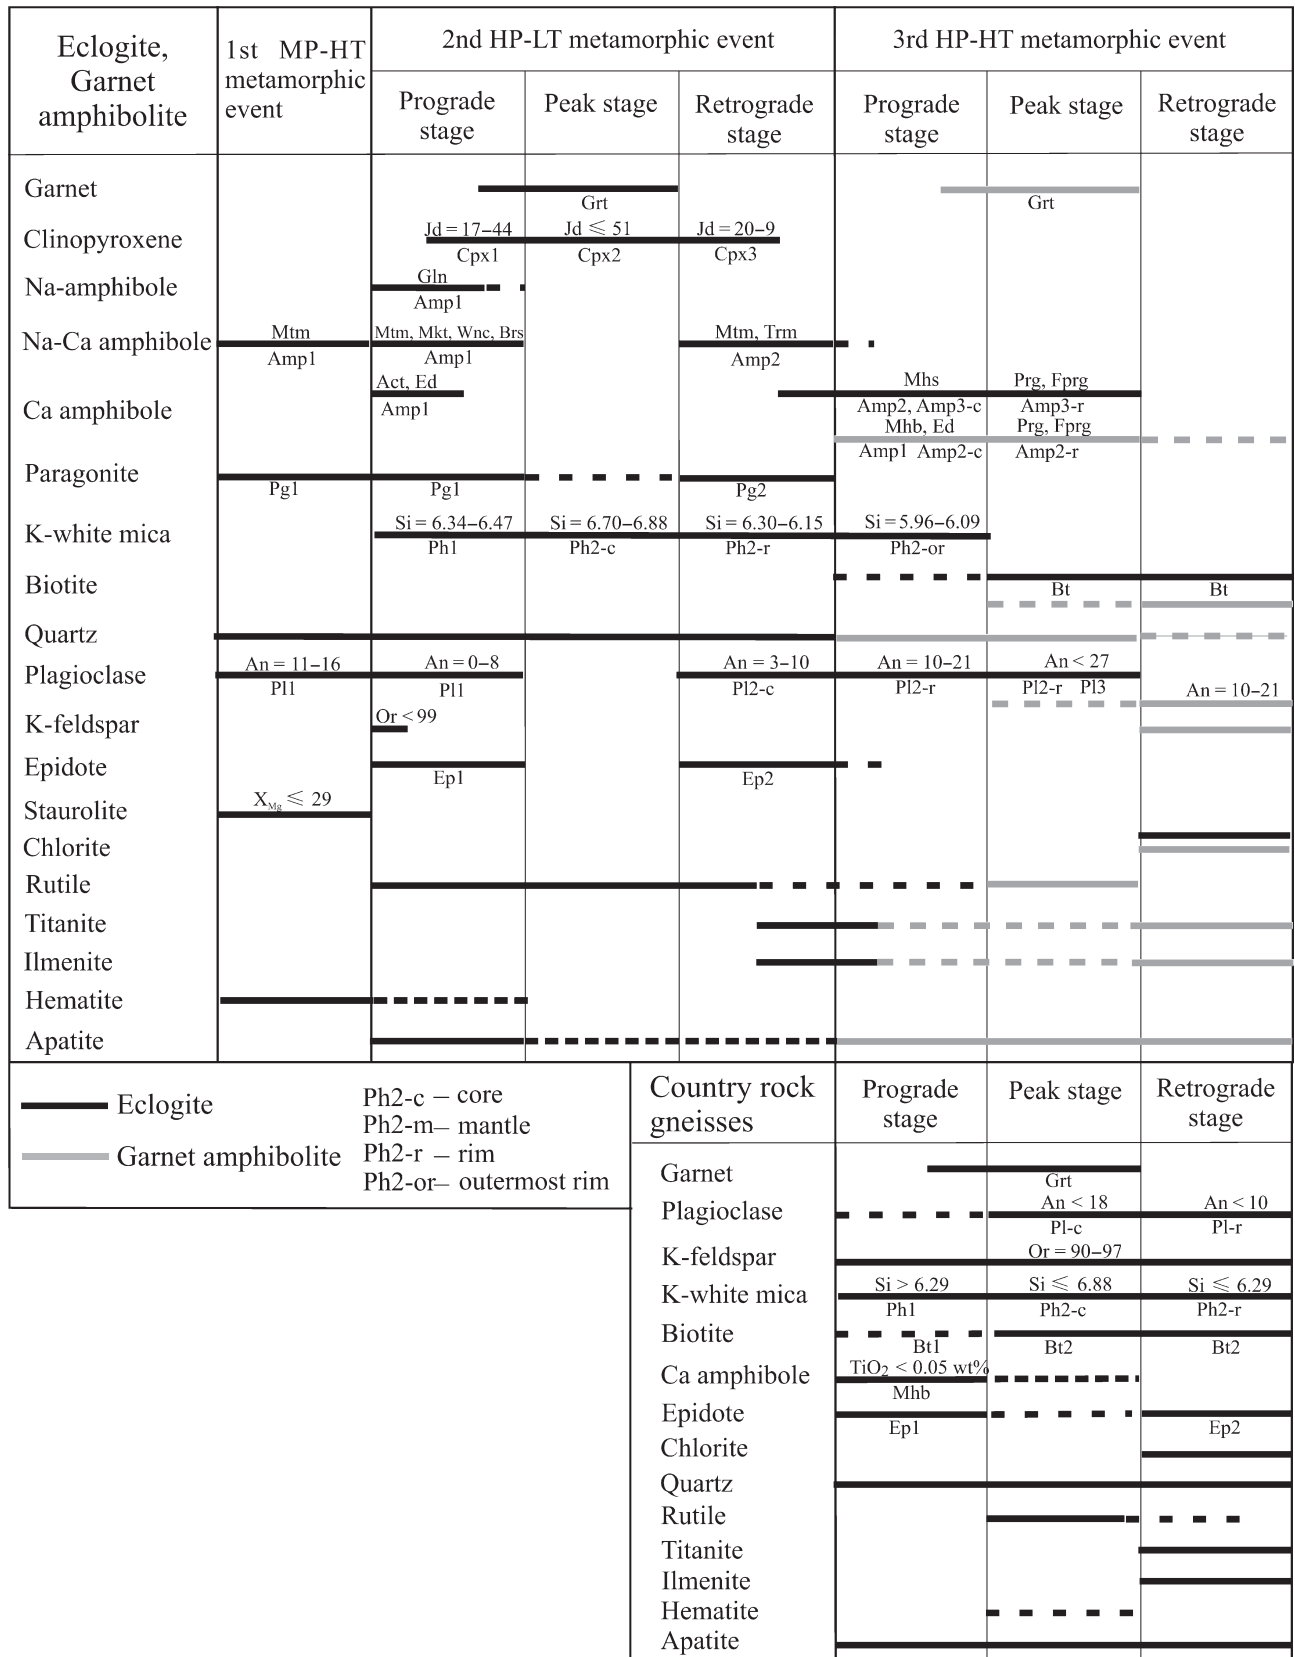 Eclogite,
Garnet
amphibolite
1st MP-HT
metamorphic
event
2nd HP-LT metamorphic event
3rd HP-HT metamorphic event
Prograde
stage
Peak stage
Retrograde
stage
Prograde
stage
Peak stage
Retrograde
stage
Garnet
Grt
Grt
Clinopyroxene
Jd = 17–44
Jd ⩽ 51
Jd = 20–9
Cpx1
Cpx2
Cpx3
Na-amphibole
Gln
Amp1
Na-Ca amphibole
Mtm
Mtm, Mkt, Wnc, Brs
Mtm, Trm
Amp1
Amp1
Amp2
Ca amphibole
Act, Ed
Amp1
Mhs
Prg, Fprg
Amp2, Amp3-c
Amp3-r
Mhb, Ed
Prg, Fprg
Amp1 Amp2-c
Amp2-r
Paragonite
Pg1
Pg1
Pg2
K-white mica
Si = 6.34–6.47
Si = 6.70–6.88
Si = 6.30–6.15
Si = 5.96–6.09
Ph1
Ph2-c
Ph2-r
Ph2-or
Biotite
Bt
Bt
Quartz
Plagioclase
An = 11–16
An = 0–8
An = 3–10
An = 10–21
An < 27
Pl1
Pl1
Pl2-c
Pl2-r
Pl2-r Pl3
An = 10–21
K-feldspar
Or < 99
Epidote
Ep1
Ep2
Staurolite
XMg ⩽ 29
Chlorite
Rutile
Titanite
Ilmenite
Hematite
Apatite
Eclogite
Garnet amphibolite
Ph2-c – core
Ph2-m– mantle
Ph2-r – rim
Ph2-or– outermost rim
Country rock
gneisses
Prograde
stage
Peak stage
Retrograde
stage
Garnet
Grt
Plagioclase
An < 18
An < 10
Pl-c
Pl-r
K-feldspar
Or = 90–97
K-white mica
Si > 6.29
Si ⩽ 6.88
Si ⩽ 6.29
Ph1
Ph2-c
Ph2-r
Biotite
Bt1
Bt2
Bt2
Ca amphibole
TiO2 < 0.05 wt%
Mhb
Epidote
Ep1
Ep2
Chlorite
Quartz
Rutile
Titanite
Ilmenite
Hematite
Apatite